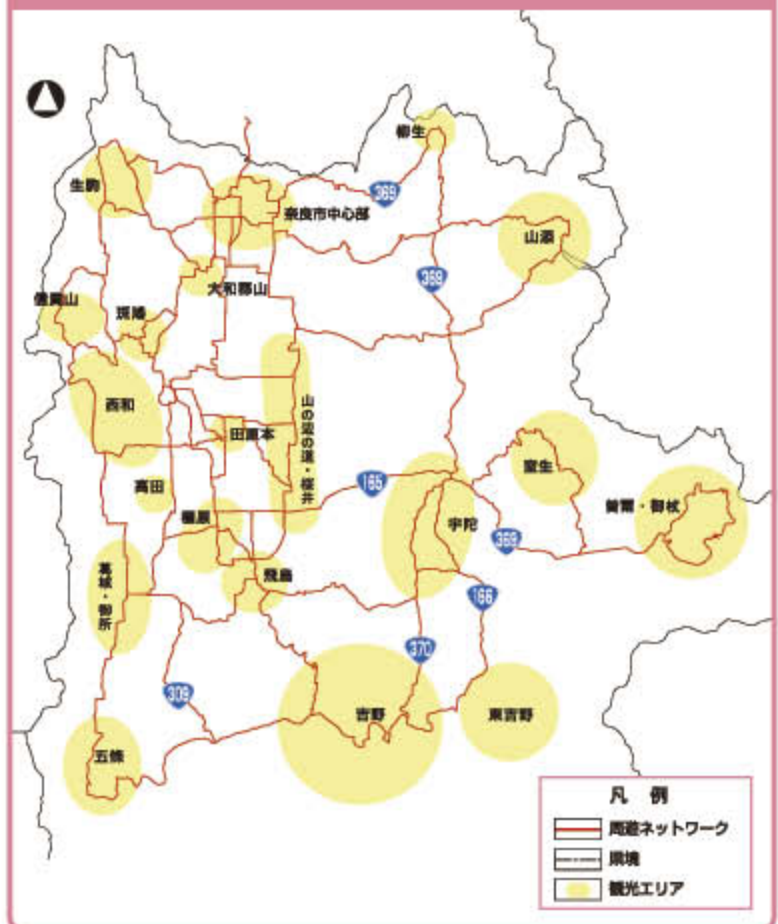 柳生
生駒
369
奈良市中心部
山添
大和郡山
369
信貴山
斑鳩
西和
山の辺の道・桜井
田原本
高田
165
室生
橿原
曽爾・御杖
宇陀
369
飛鳥
葛城・御所
166
370
309
吉野
東吉野
五條
凡 例
周遊ネットワーク
県境
観光エリア